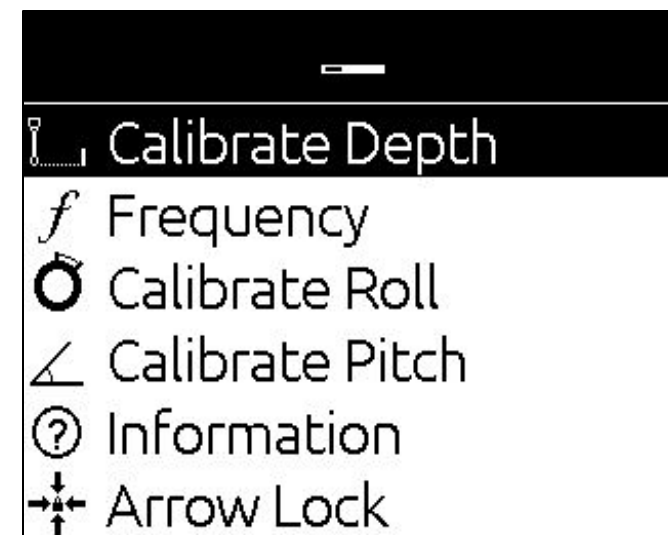 Calibrate Depth
Frequency
Calibrate Roll
Calibrate Pitch
Information
Arrow Lock